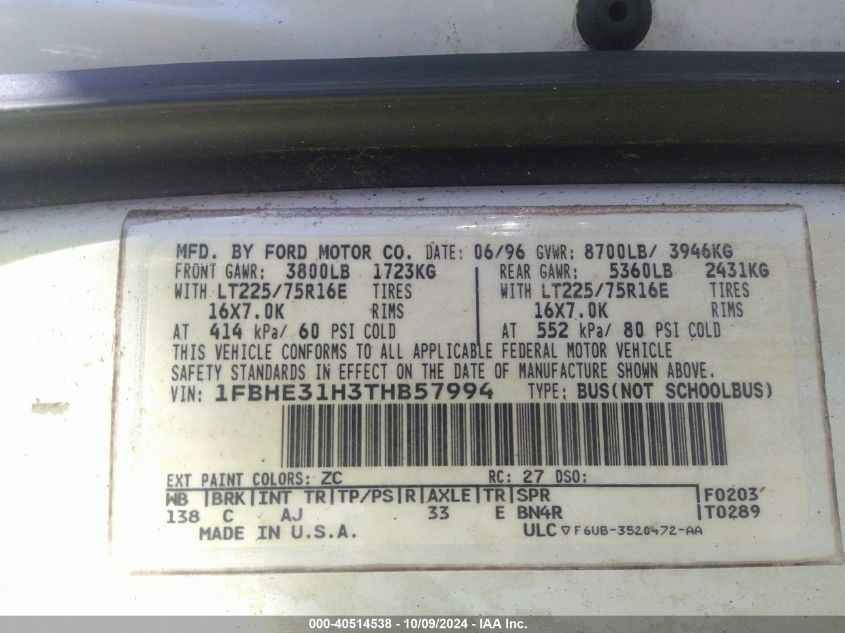 MFD. BY FORD MOTOR CO. DATE: 06/96 GVWR: 8700LB/ 3946KG
FRONT GAWR: 3800LB 1723KG REAR GAWR: 5360LB 2431KG
WITH LT225/75R16E TIRES WITH LT225/75R16E TIRES
16X7.0K RIMS 16X7.0K RIMS
AT 414 kPa/ 60 PSI COLD AT 552 kPa/ 80 PSI COLD
THIS VEHICLE CONFORMS TO ALL APPLICABLE FEDERAL MOTOR VEHICLE
SAFETY STANDARDS IN EFFECT ON THE DATE OF MANUFACTURE SHOWN ABOVE.
VIN: 1FBHE31H3THB57994 TYPE: BUS(NOT SCHOOLBUS)
EXT PAINT COLORS: ZC RC: 27 DSO:
WB BRK INT TR TP/PS R AXLE TR SPR F0203
138 C AJ 33 E BN4R T0289
MADE IN U.S.A. ULC ▽ F6UB-3520472-AA
000-40514538 - 10/09/2024 - IAA Inc.